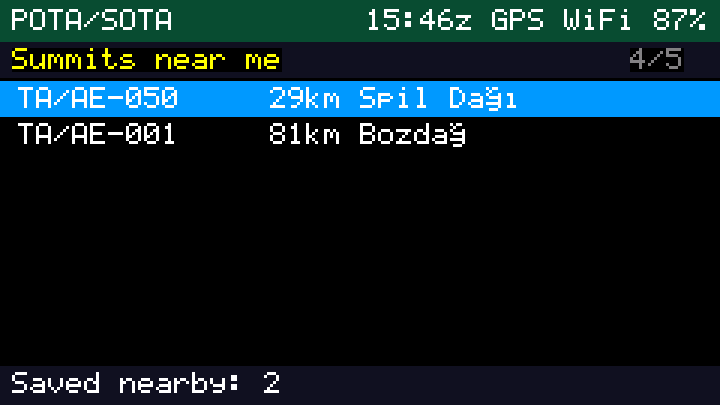 POTA/SOTA 15:46z GPS WiFi 87%
Summits near me 4/5
TA/AE-050 29km Spil Dağı
TA/AE-001 81km Bozdağ
Saved nearby: 2